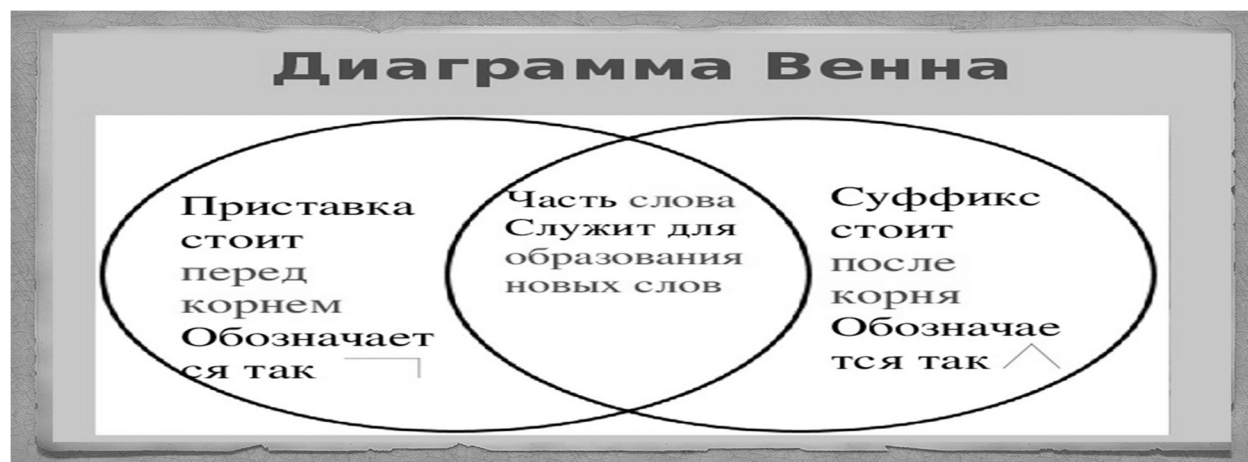 Диаграмма Венна
Приставка
стоит
перед
корнем
Обозначает
ся так
Часть слова
Служит для
образования
новых слов
Суффикс
стоит
после
корня
Обозначае
тся так